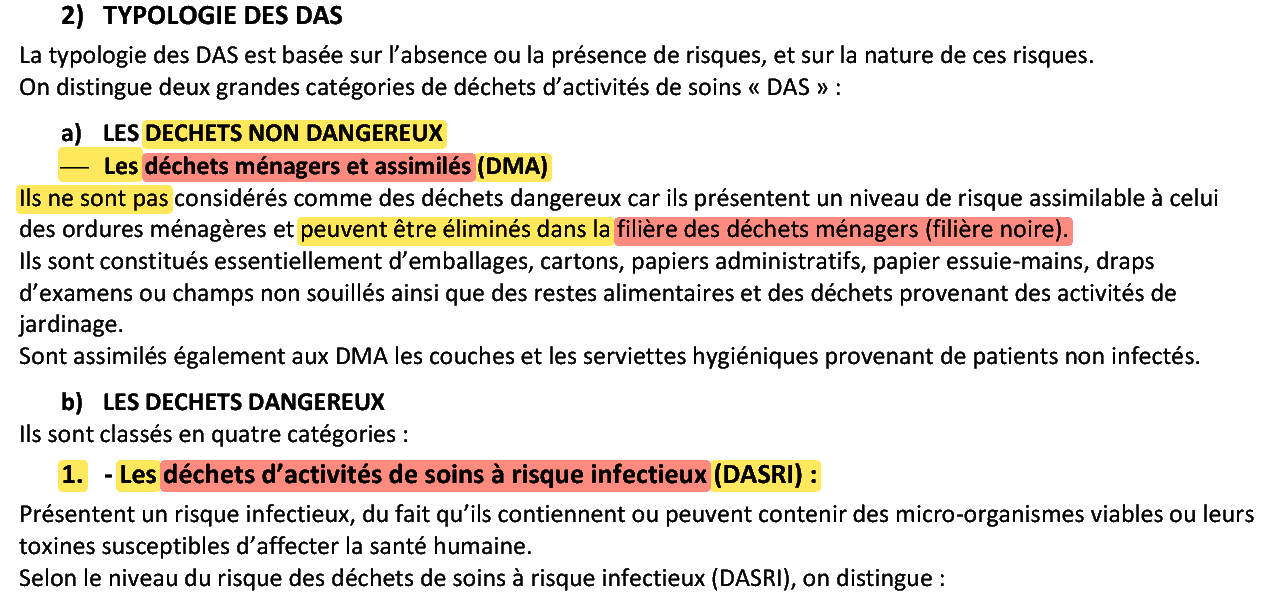 2) TYPOLOGIE DES DAS
La typologie des DAS est basée sur l’absence ou la présence de risques, et sur la nature de ces risques.
On distingue deux grandes catégories de déchets d’activités de soins « DAS » :
a) LES DECHETS NON DANGEREUX
— Les déchets ménagers et assimilés (DMA)
Ils ne sont pas considérés comme des déchets dangereux car ils présentent un niveau de risque assimilable à celui
des ordures ménagères et peuvent être éliminés dans la filière des déchets ménagers (filière noire).
Ils sont constitués essentiellement d’emballages, cartons, papiers administratifs, papier essuie-mains, draps
d’examens ou champs non souillés ainsi que des restes alimentaires et des déchets provenant des activités de
jardinage.
Sont assimilés également aux DMA les couches et les serviettes hygiéniques provenant de patients non infectés.
b) LES DECHETS DANGEREUX
Ils sont classés en quatre catégories :
1. - Les déchets d’activités de soins à risque infectieux (DASRI) :
Présentent un risque infectieux, du fait qu’ils contiennent ou peuvent contenir des micro-organismes viables ou leurs
toxines susceptibles d’affecter la santé humaine.
Selon le niveau du risque des déchets de soins à risque infectieux (DASRI), on distingue :